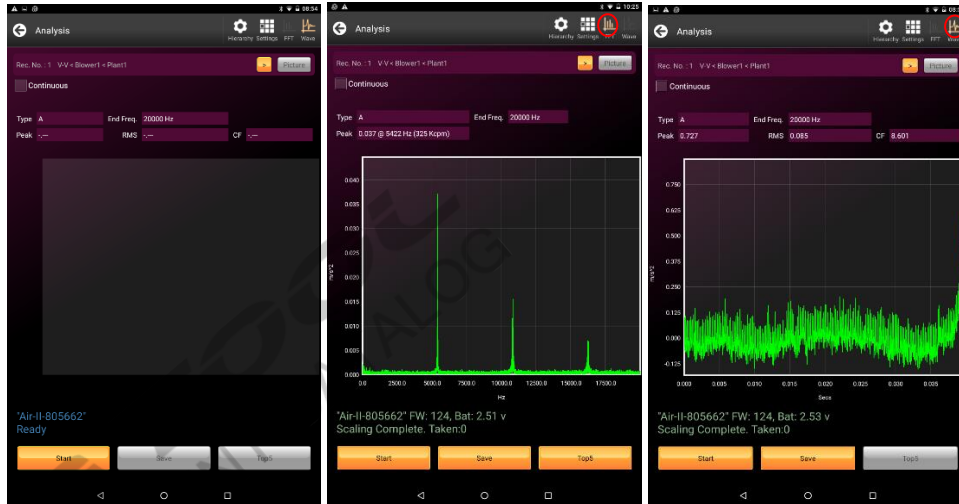 08:54
Analysis
Hierarchy Settings FFT Wave
Rec. No. : 1 V-V < Blower1 < Plant1
>
Picture
Continuous
Type A End Freq. 20000 Hz
Peak -.-- RMS -.-- CF -.--
"Air-II-805662"
Ready
Start Save Top5
10:25
Analysis
Hierarchy Settings FFT Wave
Rec. No. : 1 V-V < Blower1 < Plant1
>
Picture
Continuous
Type A End Freq. 20000 Hz
Peak 0.037 @ 5422 Hz (325 Kcpm)
0.040
0.035
0.030
0.025
0.020
0.015
0.010
0.005
0.000
m/s^2
0.0 2500.0 5000.0 7500.0 10000.0 12500.0 15000.0 17500.0
Hz
"Air-II-805662" FW: 124, Bat: 2.51 v
Scaling Complete. Taken:0
Start Save Top5
Analysis
Hierarchy Settings FFT
Rec. No. : 1 V-V < Blower1 < Plant1
>
Picture
Continuous
Type A End Freq. 20000 Hz
Peak 0.727 RMS 0.085 CF 8.601
0.750
0.625
0.500
0.375
0.250
0.125
0.000
-0.125
m/s^2
0.000 0.005 0.010 0.015 0.020 0.025 0.030 0.035
Secs
"Air-II-805662" FW: 124, Bat: 2.53 v
Scaling Complete. Taken:0
Start Save Top5